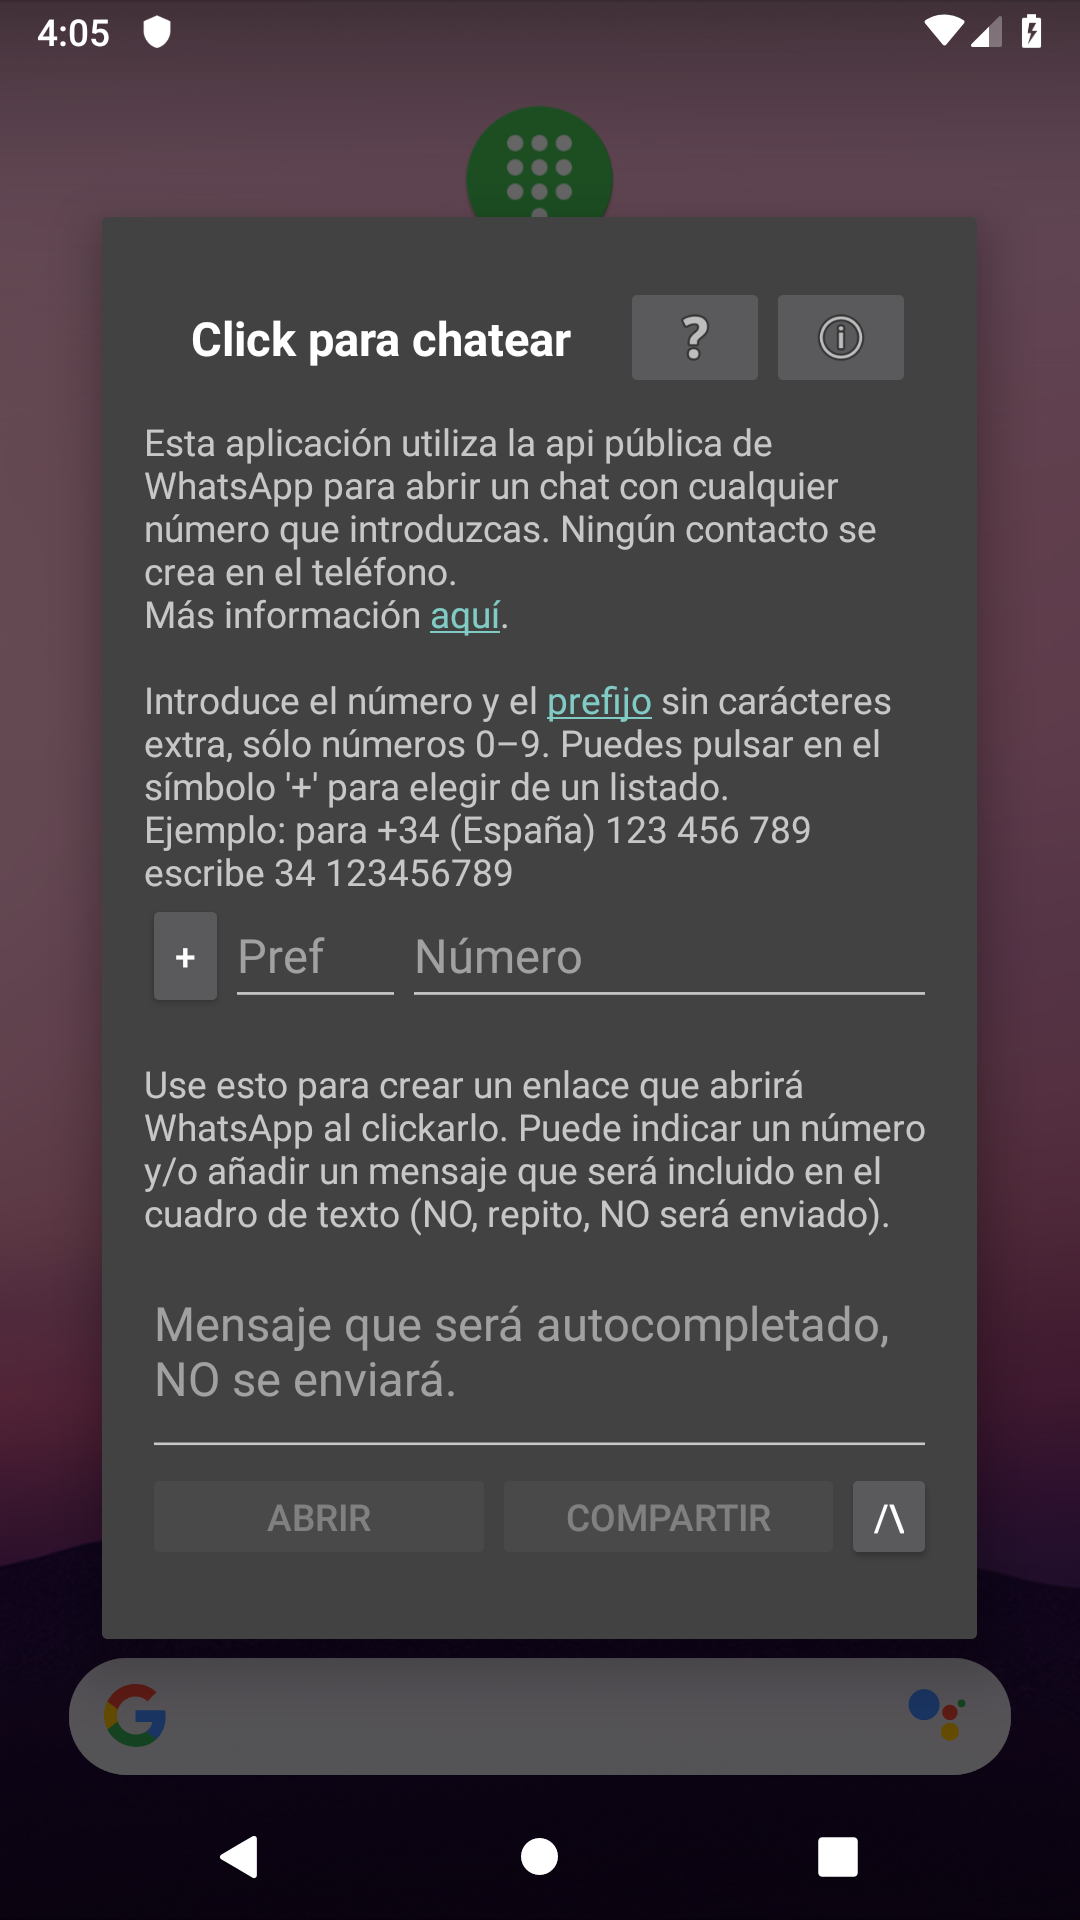 4:05
Click para chatear
?
i
Esta aplicación utiliza la api pública de
WhatsApp para abrir un chat con cualquier
número que introduzcas. Ningún contacto se
crea en el teléfono.
Más información aquí.
Introduce el número y el prefijo sin carácteres
extra, sólo números 0–9. Puedes pulsar en el
símbolo '+' para elegir de un listado.
Ejemplo: para +34 (España) 123 456 789
escribe 34 123456789
+ Pref Número
Use esto para crear un enlace que abrirá
WhatsApp al clickarlo. Puede indicar un número
y/o añadir un mensaje que será incluido en el
cuadro de texto (NO, repito, NO será enviado).
Mensaje que será autocompletado,
NO se enviará.
ABRIR COMPARTIR /\